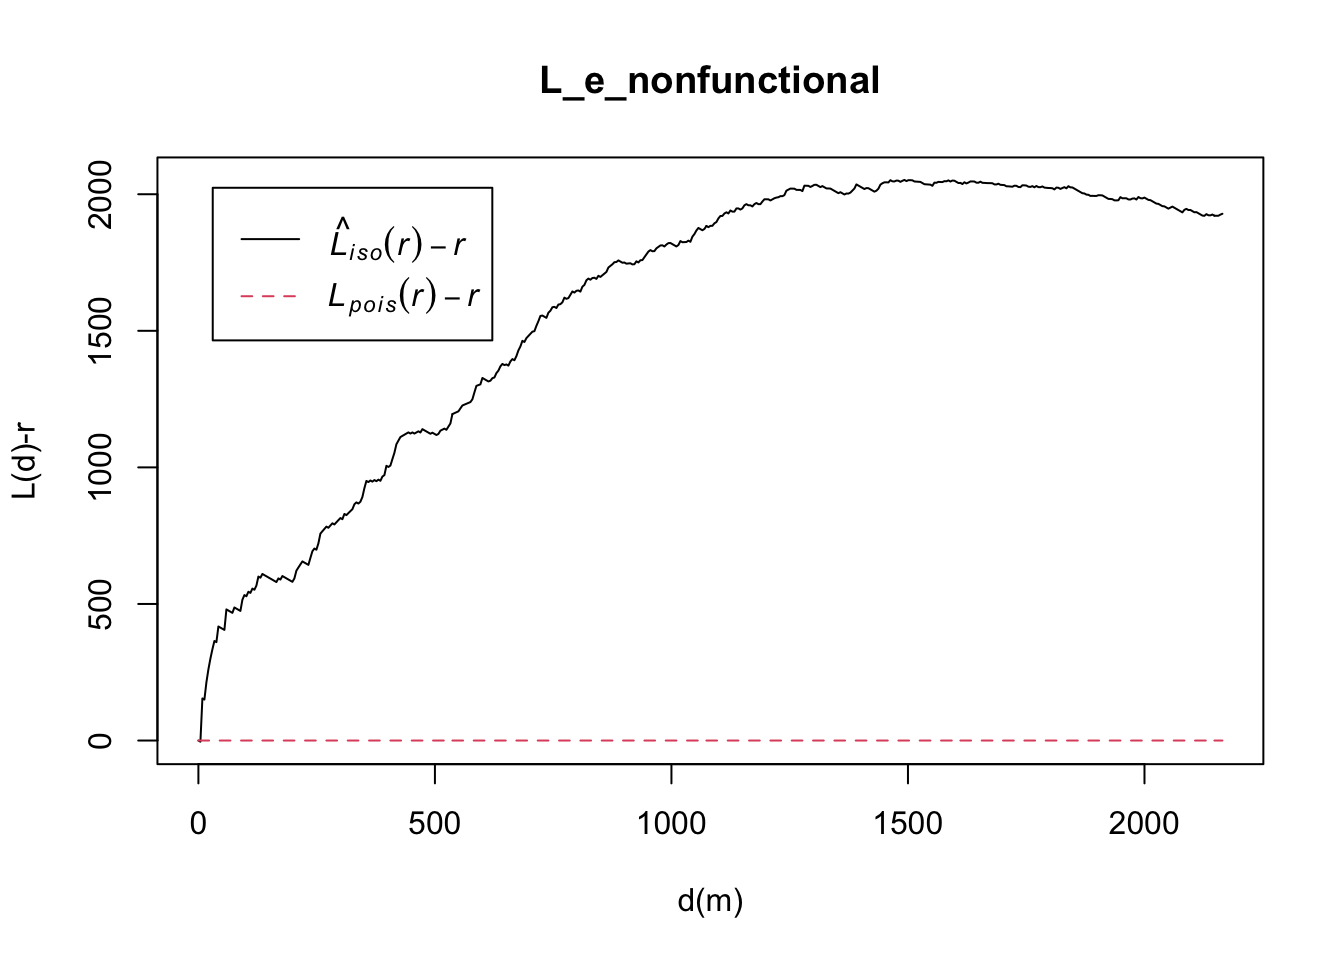 L_e_nonfunctional
L̂iso(r) – r
Lpois(r) – r
L(d)-r
2000
1500
1000
500
0
0 500 1000 1500 2000
d(m)